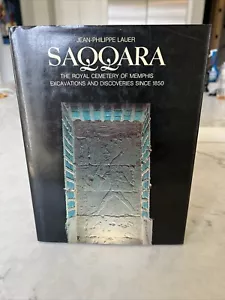 JEAN-PHILIPPE LAUER
SAQQARA
THE ROYAL CEMETERY OF MEMPHIS
EXCAVATIONS AND DISCOVERIES SINCE 1850